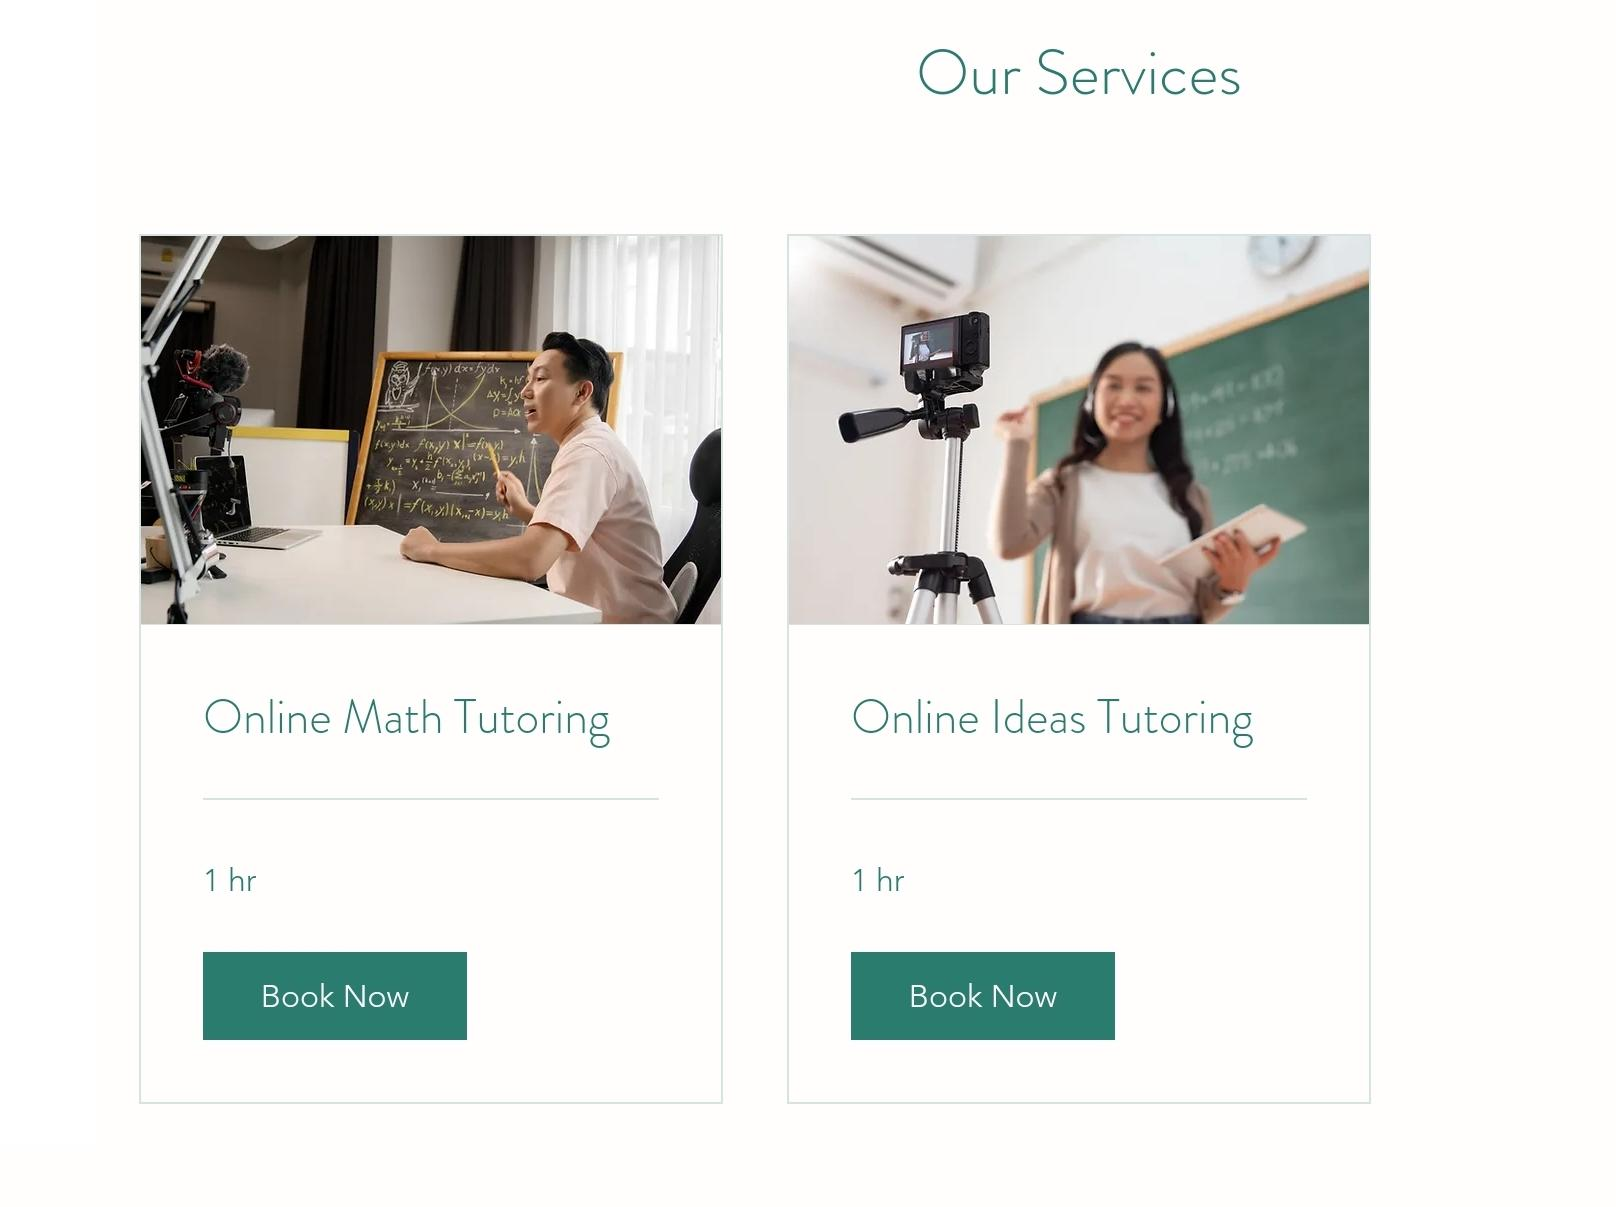 Our Services
Online Math Tutoring
1 hr
Book Now
Online Ideas Tutoring
1 hr
Book Now